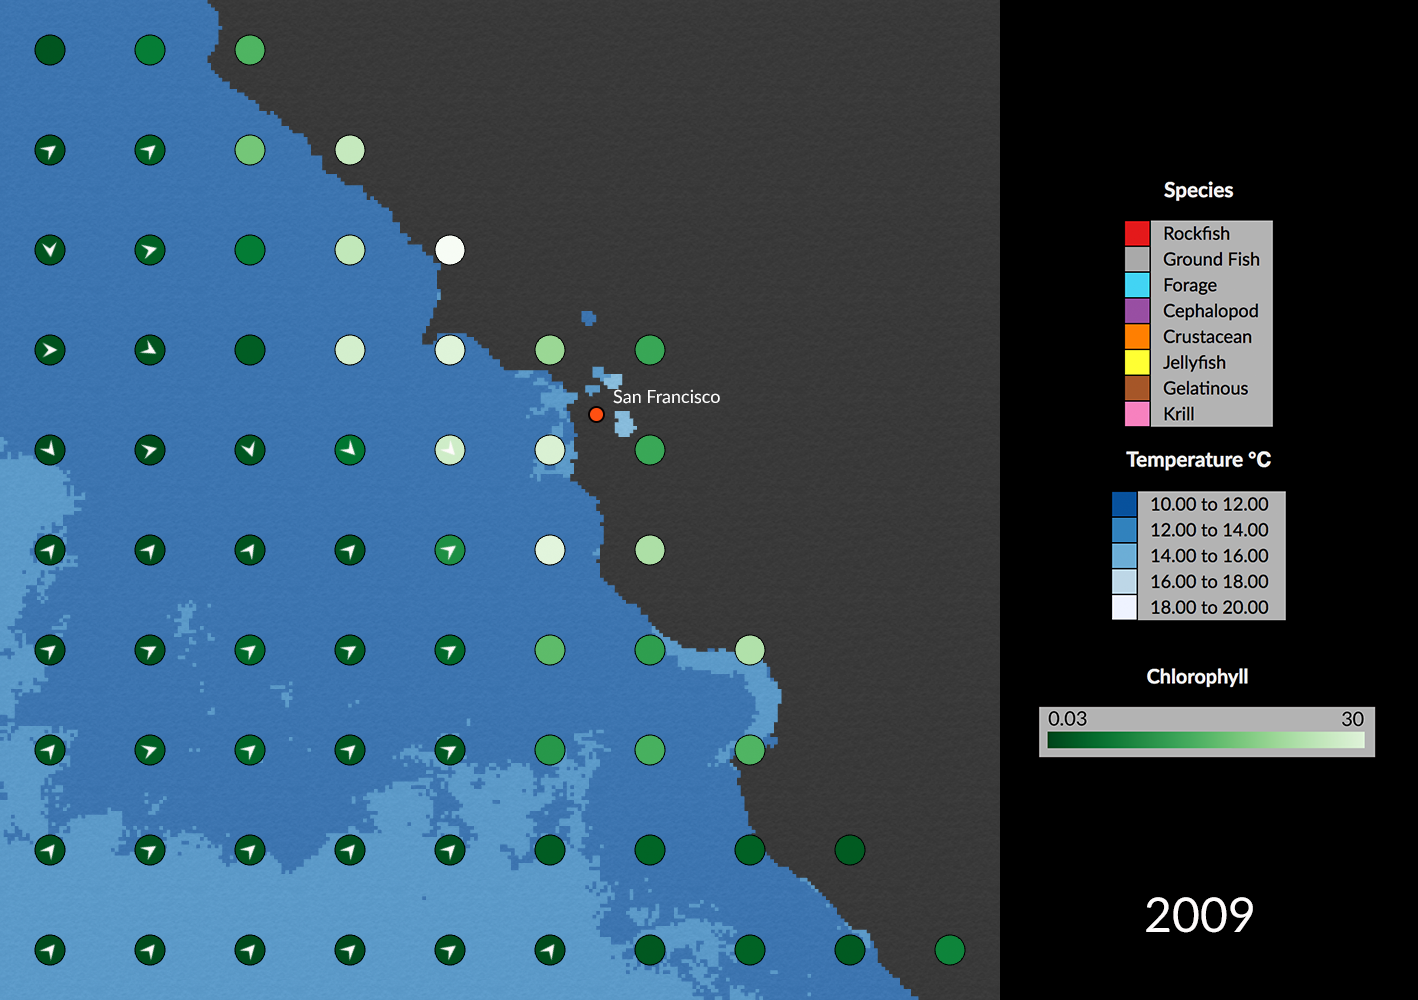 San Francisco
Species
Rockfish
Ground Fish
Forage
Cephalopod
Crustacean
Jellyfish
Gelatinous
Krill
Temperature °C
10.00 to 12.00
12.00 to 14.00
14.00 to 16.00
16.00 to 18.00
18.00 to 20.00
Chlorophyll
0.03 30
2009